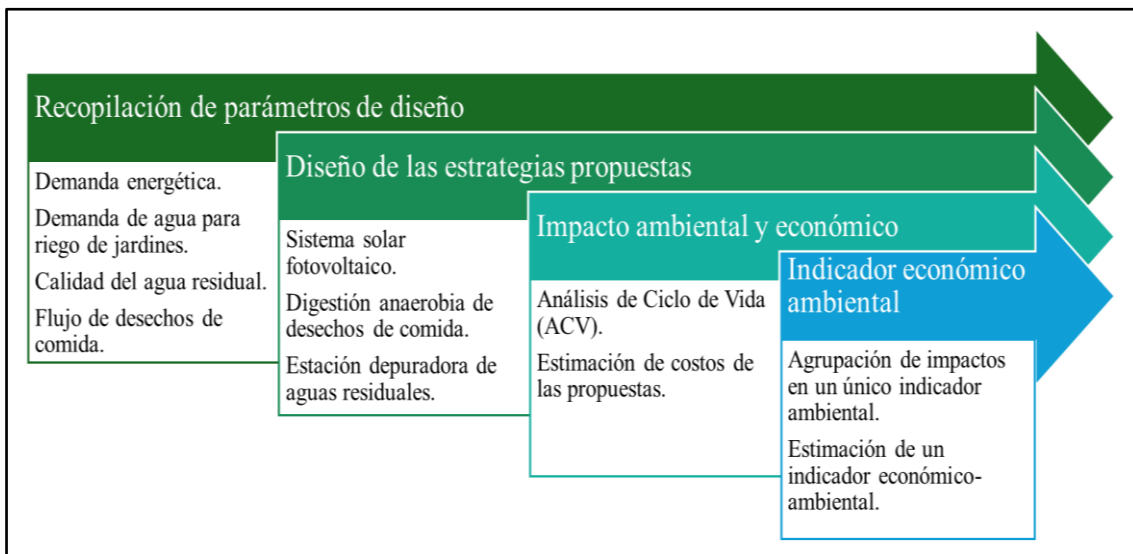 Recopilación de parámetros de diseño
Demanda energética.
Demanda de agua para
riego de jardines.
Calidad del agua residual.
Flujo de desechos de
comida.
Diseño de las estrategias propuestas
Sistema solar
fotovoltaico.
Digestión anaerobia de
desechos de comida.
Estación depuradora de
aguas residuales.
Impacto ambiental y económico
Análisis de Ciclo de Vida
(ACV).
Estimación de costos de
las propuestas.
Indicador económico
ambiental
Agrupación de impactos
en un único indicador
ambiental.
Estimación de un
indicador económico-
ambiental.